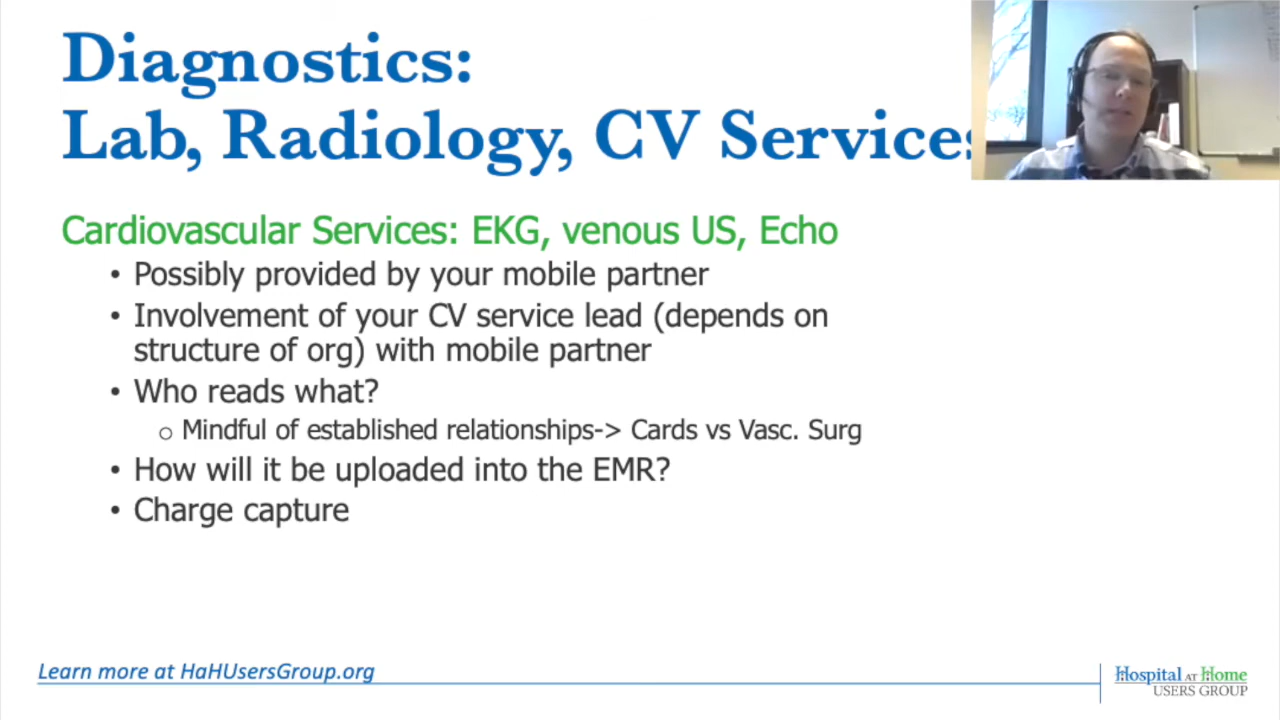 Diagnostics:
Lab, Radiology, CV Services
Cardiovascular Services: EKG, venous US, Echo
• Possibly provided by your mobile partner
• Involvement of your CV service lead (depends on
structure of org) with mobile partner
• Who reads what?
o Mindful of established relationships-> Cards vs Vasc. Surg
• How will it be uploaded into the EMR?
• Charge capture
Learn more at HaHUsersGroup.org
Hospital AT Home
USERS GROUP